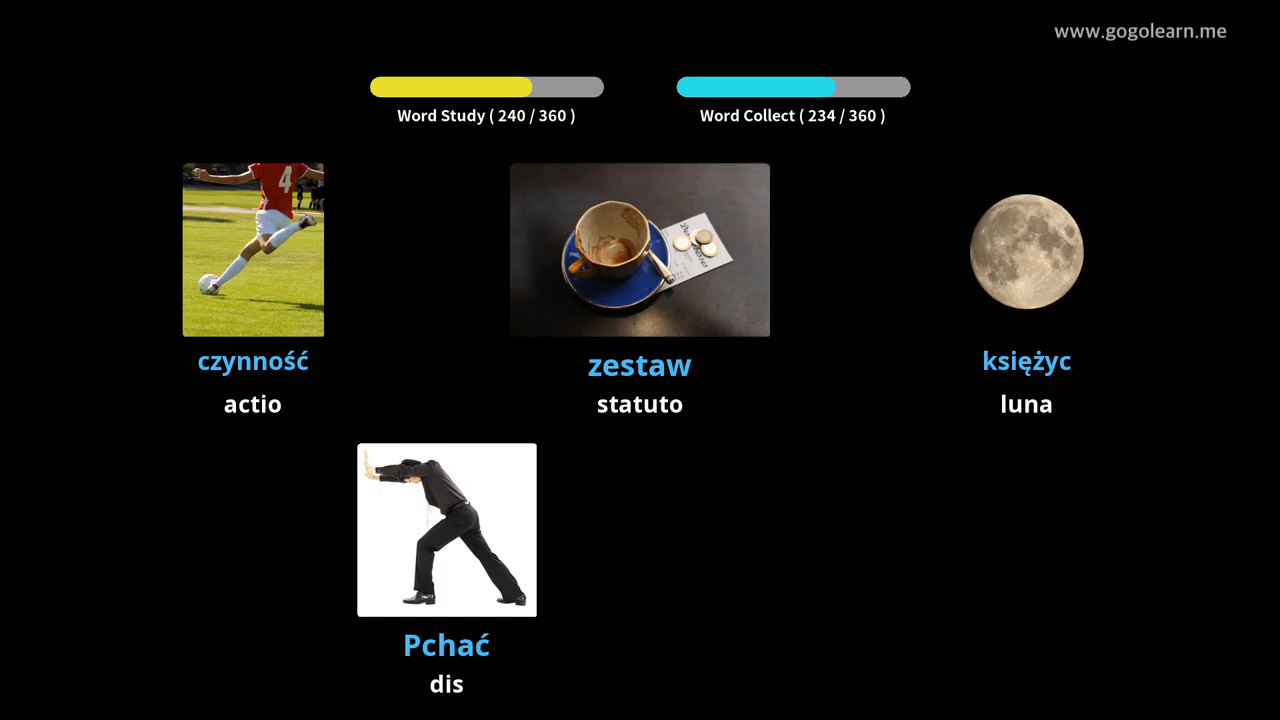 www.gogolearn.me
Word Study ( 240 / 360 )
Word Collect ( 234 / 360 )
4
czynność
zestaw
księżyc
actio
statuto
luna
Pchać
dis